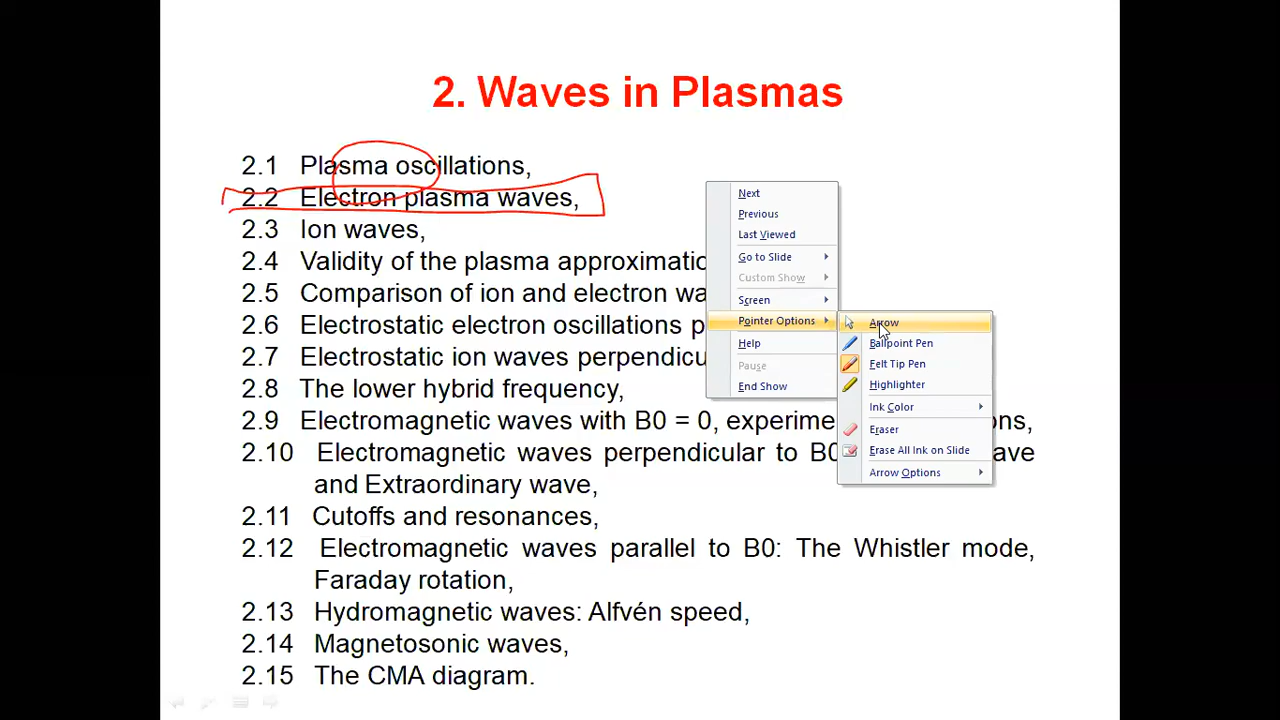 2. Waves in Plasmas
2.1 Plasma oscillations,
2.2 Electron plasma waves,
2.3 Ion waves,
2.4 Validity of the plasma
2.5 Comparison of ion and electron
2.6 Electrostatic electron oscillations
2.7 Electrostatic ion waves
2.8 The lower hybrid frequency,
2.9 Electromagnetic waves with B0 = 0,
2.10 Electromagnetic waves perpendicular to
and Extraordinary wave,
2.11 Cutoffs and resonances,
2.12 Electromagnetic waves parallel to B0: The Whistler mode,
Faraday rotation,
2.13 Hydromagnetic waves: Alfvén speed,
2.14 Magnetosonic waves,
2.15 The CMA diagram.
Next
Previous
Last Viewed
Go to Slide
Custom Show
Screen
Pointer Options
Help
Pause
End Show
Arrow
Ballpoint Pen
Felt Tip Pen
Highlighter
Ink Color
Eraser
Erase All Ink on Slide
Arrow Options